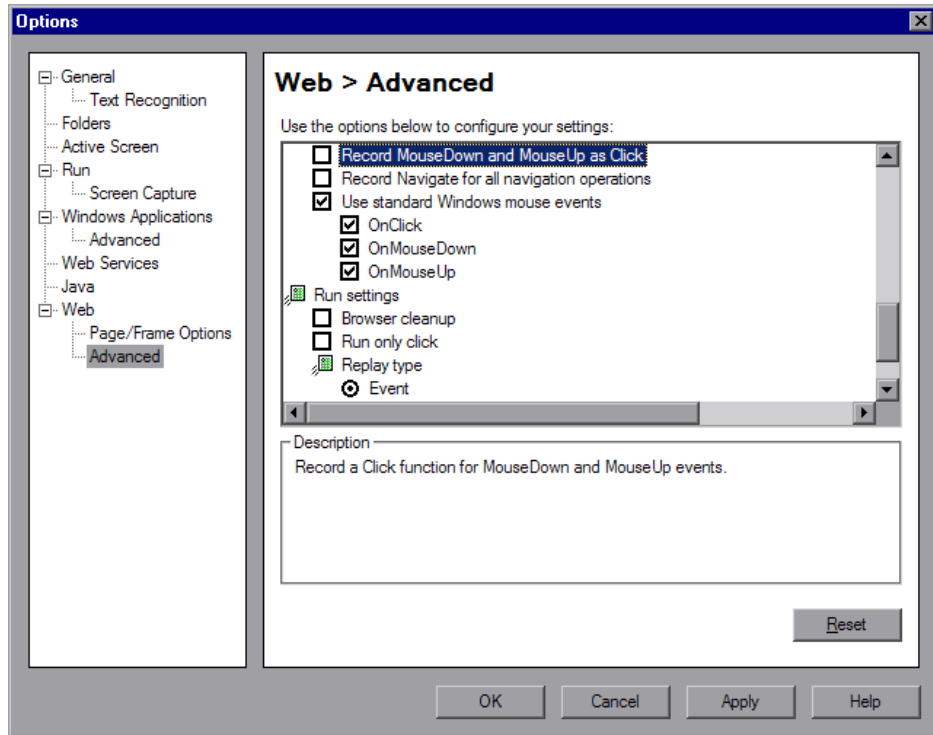 Options
General
Text Recognition
Folders
Active Screen
Run
Screen Capture
Windows Applications
Advanced
Web Services
Java
Web
Page/Frame Options
Advanced
Web > Advanced
Use the options below to configure your settings:
Record MouseDown and MouseUp as Click
Record Navigate for all navigation operations
Use standard Windows mouse events
OnClick
OnMouseDown
OnMouseUp
Run settings
Browser cleanup
Run only click
Replay type
Event
Description
Record a Click function for MouseDown and MouseUp events.
Reset
OK Cancel Apply Help